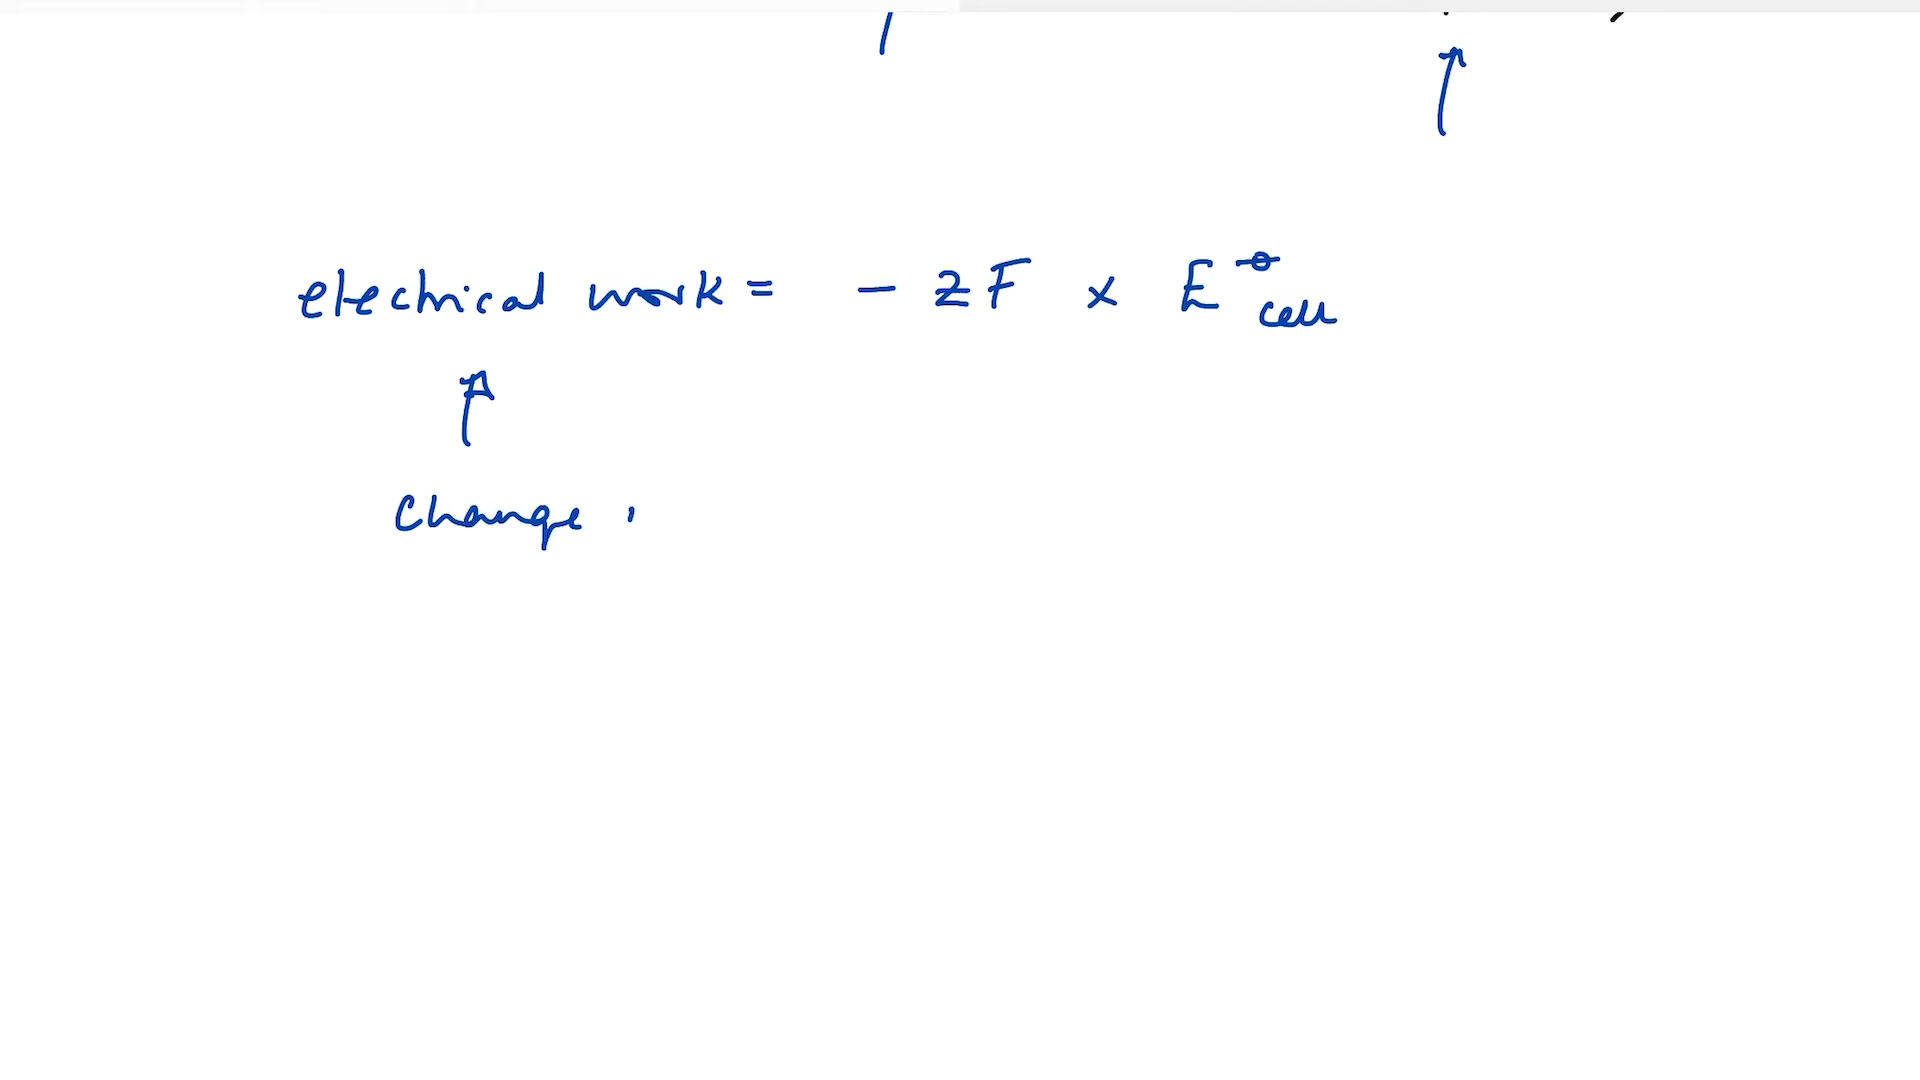 electrical work = - zF × E⦵cell
change